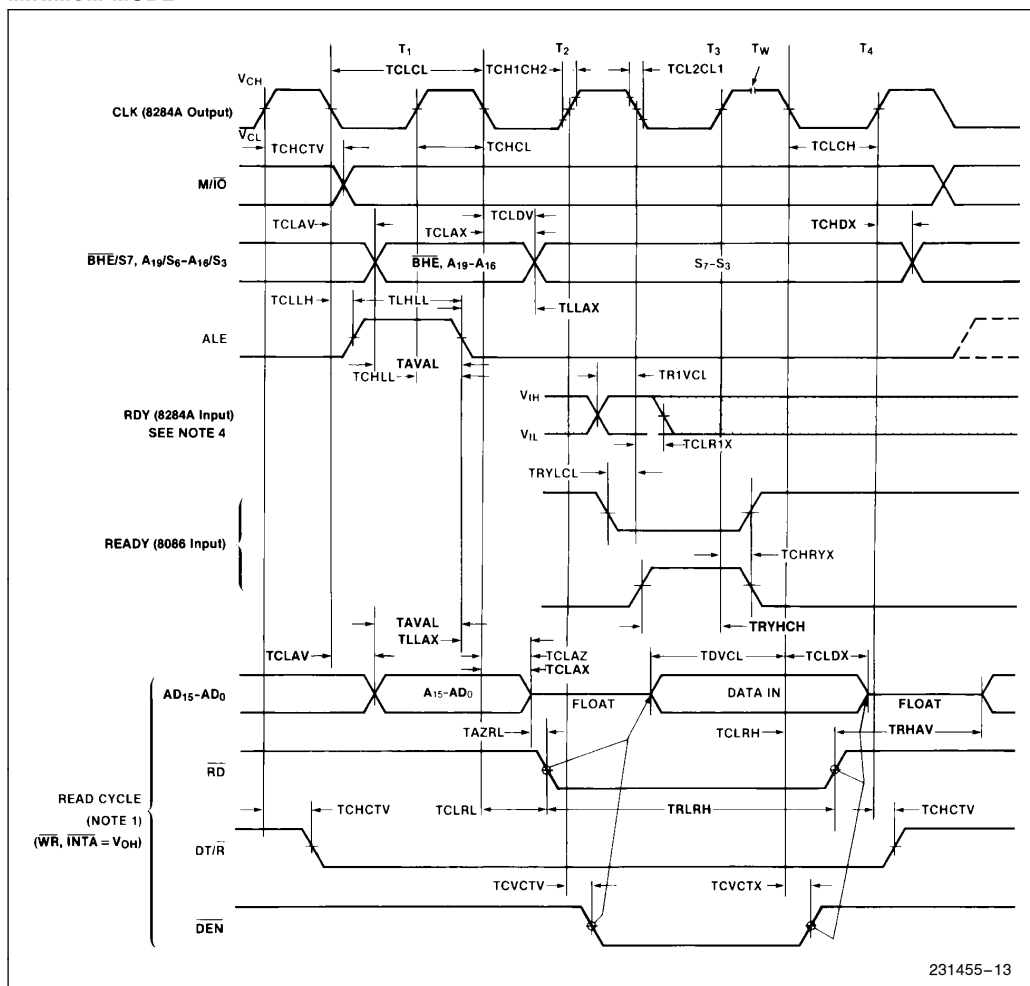 T1 T2 T3 TW T4
TCLCL TCH1CH2 TCL2CL1
VCH
CLK (8284A Output)
VCL
TCHCTV TCHCL TCLCH
M/IO
TCLAV TCLDV TCHDX
TCLAX
BHE/S7, A19/S6–A16/S3 BHE, A19–A16 S7–S3
TCLLH TLHLL TLLAX
ALE
TAVAL
TCHLL TR1VCL
VIH
RDY (8284A Input)
SEE NOTE 4
VIL
TCLR1X
TRYLCL
READY (8086 Input)
TCHRYX
TAVAL TRYHCH
TLLAX
TCLAV TCLAZ TDVCL TCLDX
TCLAX
AD15–AD0 A15–AD0 FLOAT DATA IN FLOAT
TAZRL TCLRH TRHAV
RD
READ CYCLE
(NOTE 1)
(WR, INTA = VOH)
TCHCTV TCLRL TRLRH TCHCTV
DT/R
TCVCTV TCVCTX
DEN
231455–13